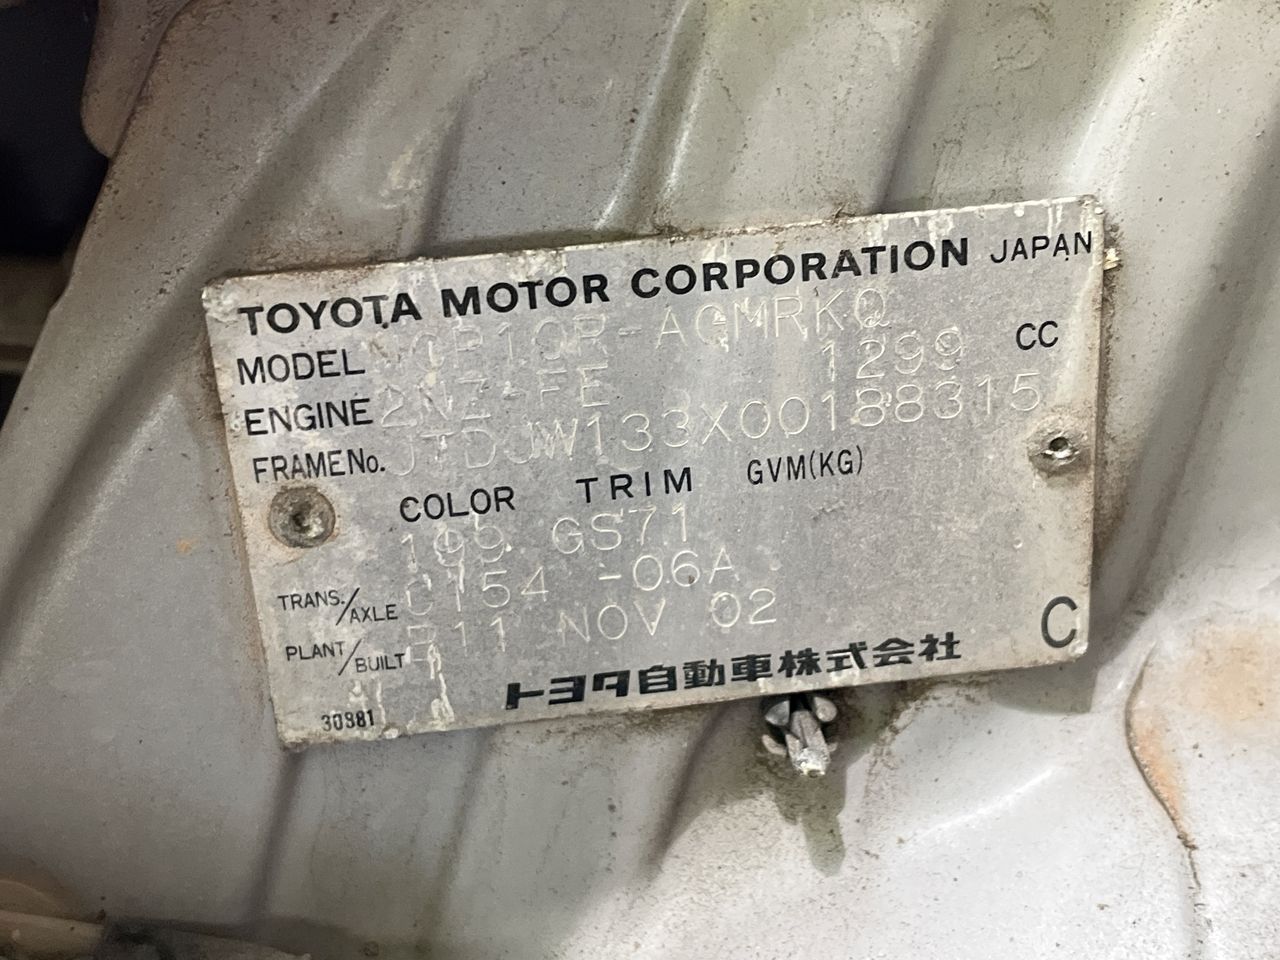 TOYOTA MOTOR CORPORATION JAPAN
MODEL NCP10R-AGMRKQ
ENGINE 2NZ-FE 1299 CC
FRAME No. JTDJW133X00188315
COLOR TRIM GVM(KG)
199 GS71
TRANS./AXLE C154 -06A
PLANT/BUILT B11 NOV 02
トヨタ自動車株式会社 C
30981